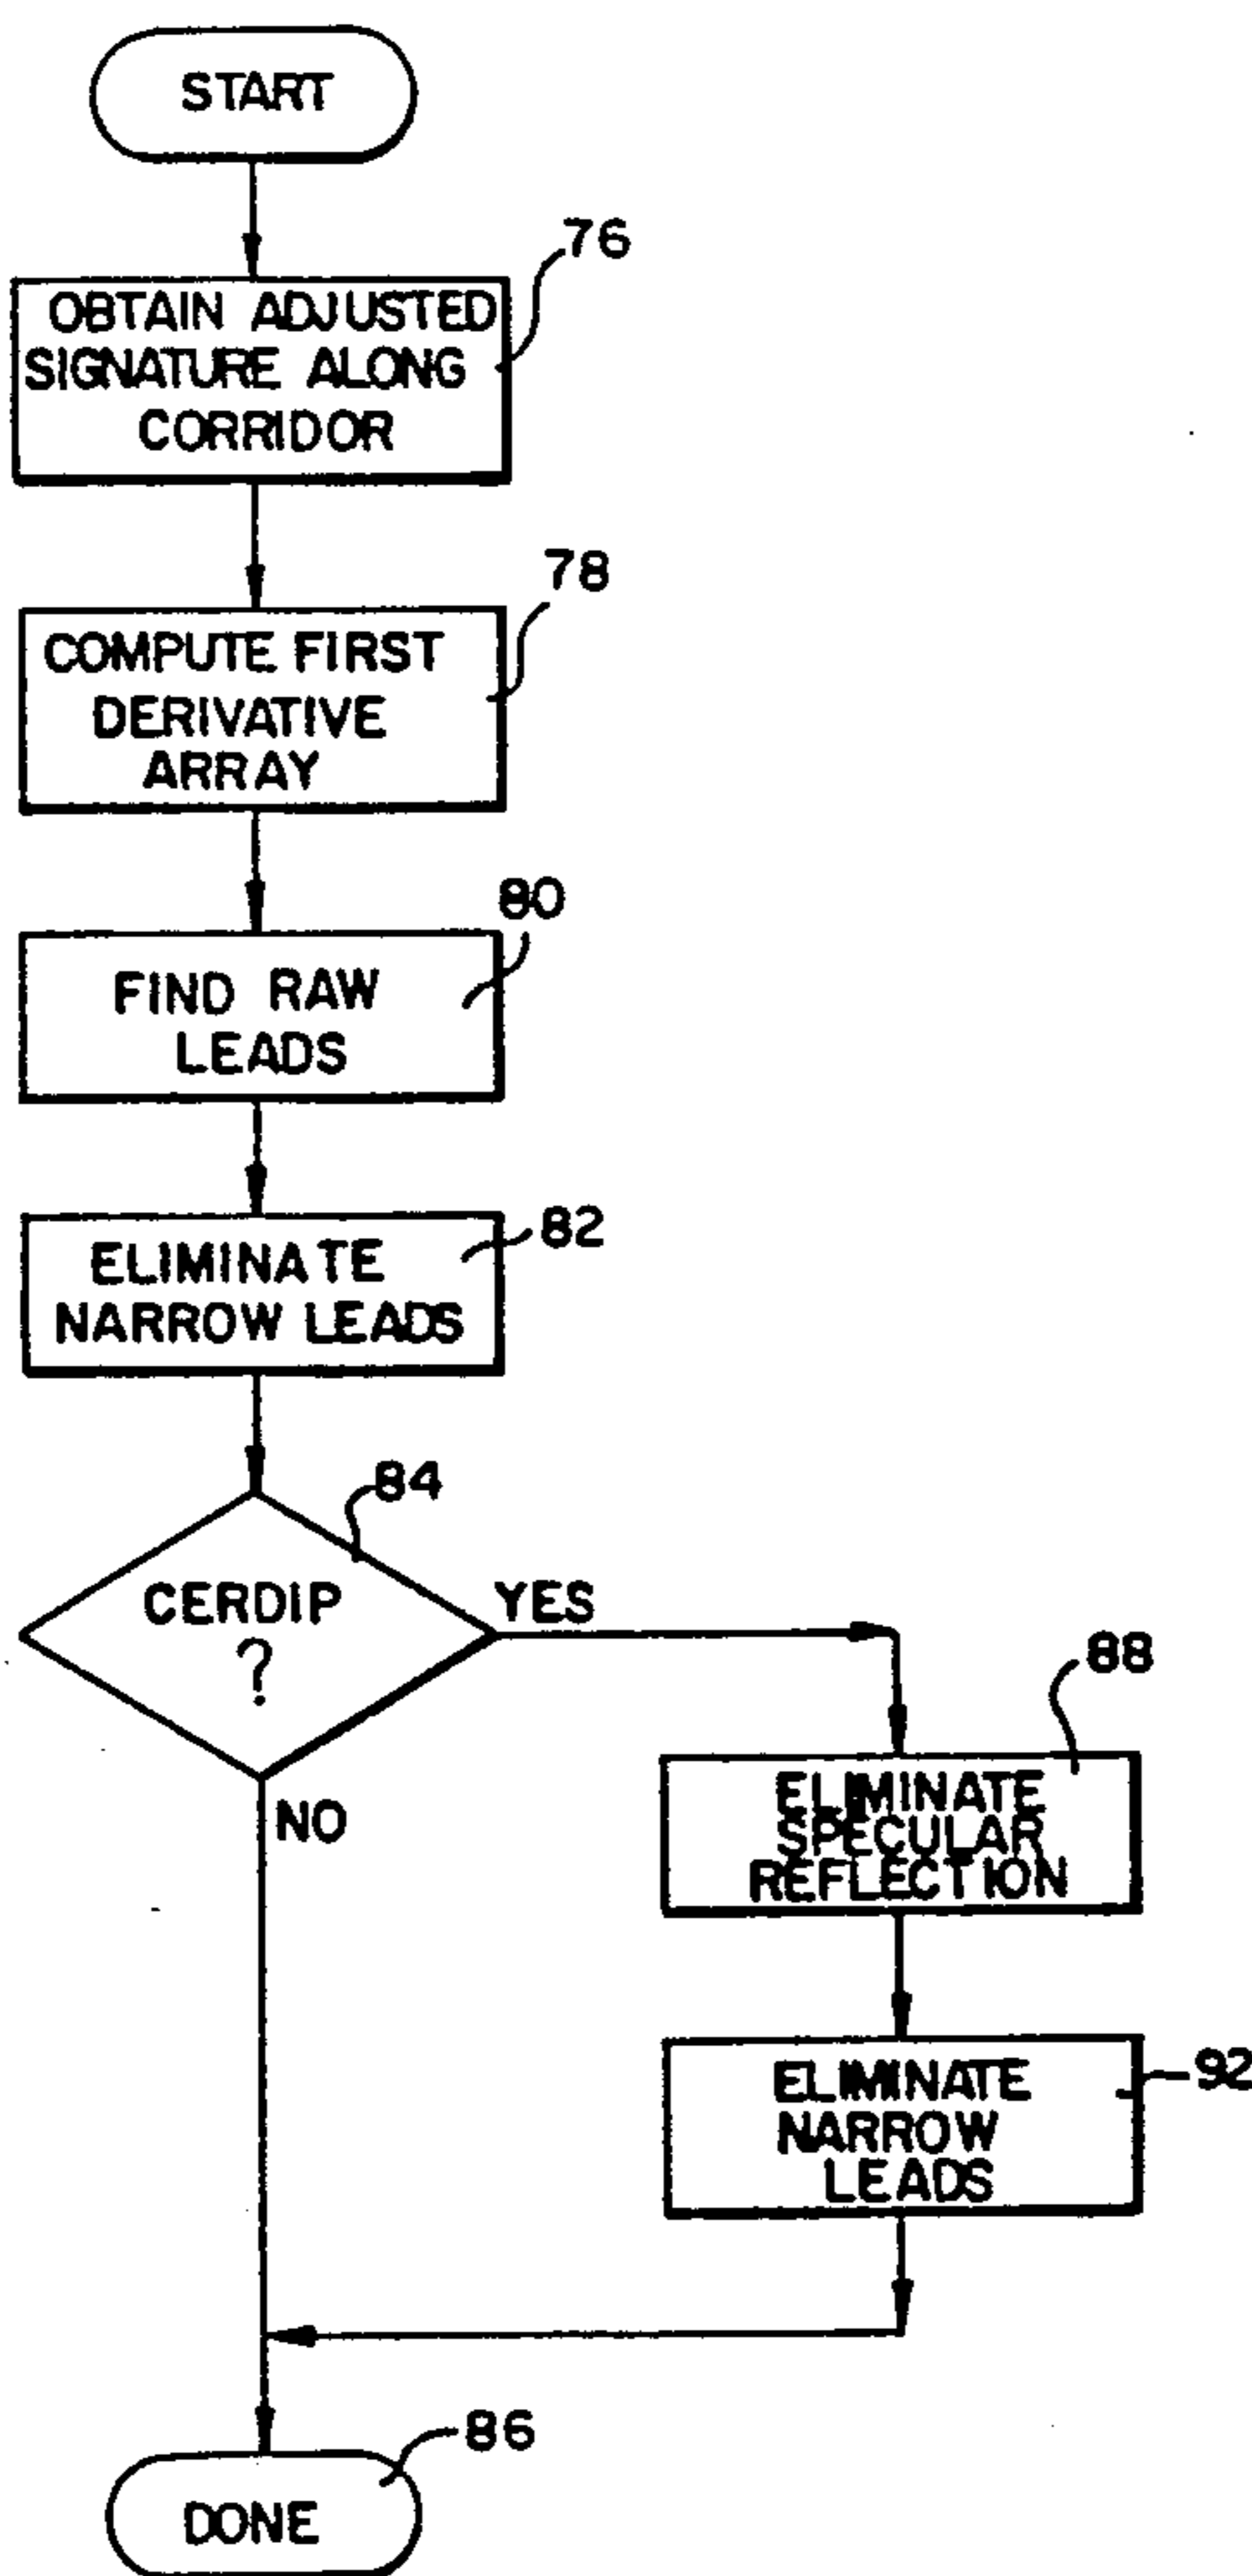 START
76
OBTAIN ADJUSTED
SIGNATURE ALONG
CORRIDOR
78
COMPUTE FIRST
DERIVATIVE
ARRAY
80
FIND RAW
LEADS
82
ELIMINATE
NARROW LEADS
84
CERDIP
?
YES
NO
88
ELIMINATE
SPECULAR
REFLECTION
92
ELIMINATE
NARROW
LEADS
86
DONE